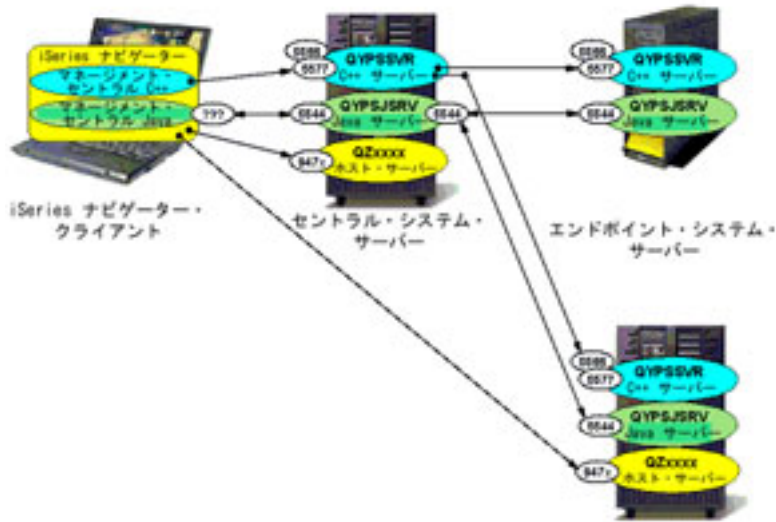 iSeries ナビゲーター
マネージメント・
セントラル C++
マネージメント・
セントラル Java
???
iSeries ナビゲーター・
クライアント
5566
5577
QYPSSVR
C++ サーバー
5544
QYPSJSRV
Java サーバー
5544
947x
QZxxxx
ホスト・サーバー
セントラル・システム・
サーバー
5566
5577
QYPSSVR
C++ サーバー
5544
QYPSJSRV
Java サーバー
エンドポイント・システム・
サーバー
5566
5577
QYPSSVR
C++ サーバー
5544
QYPSJSRV
Java サーバー
947x
QZxxxx
ホスト・サーバー